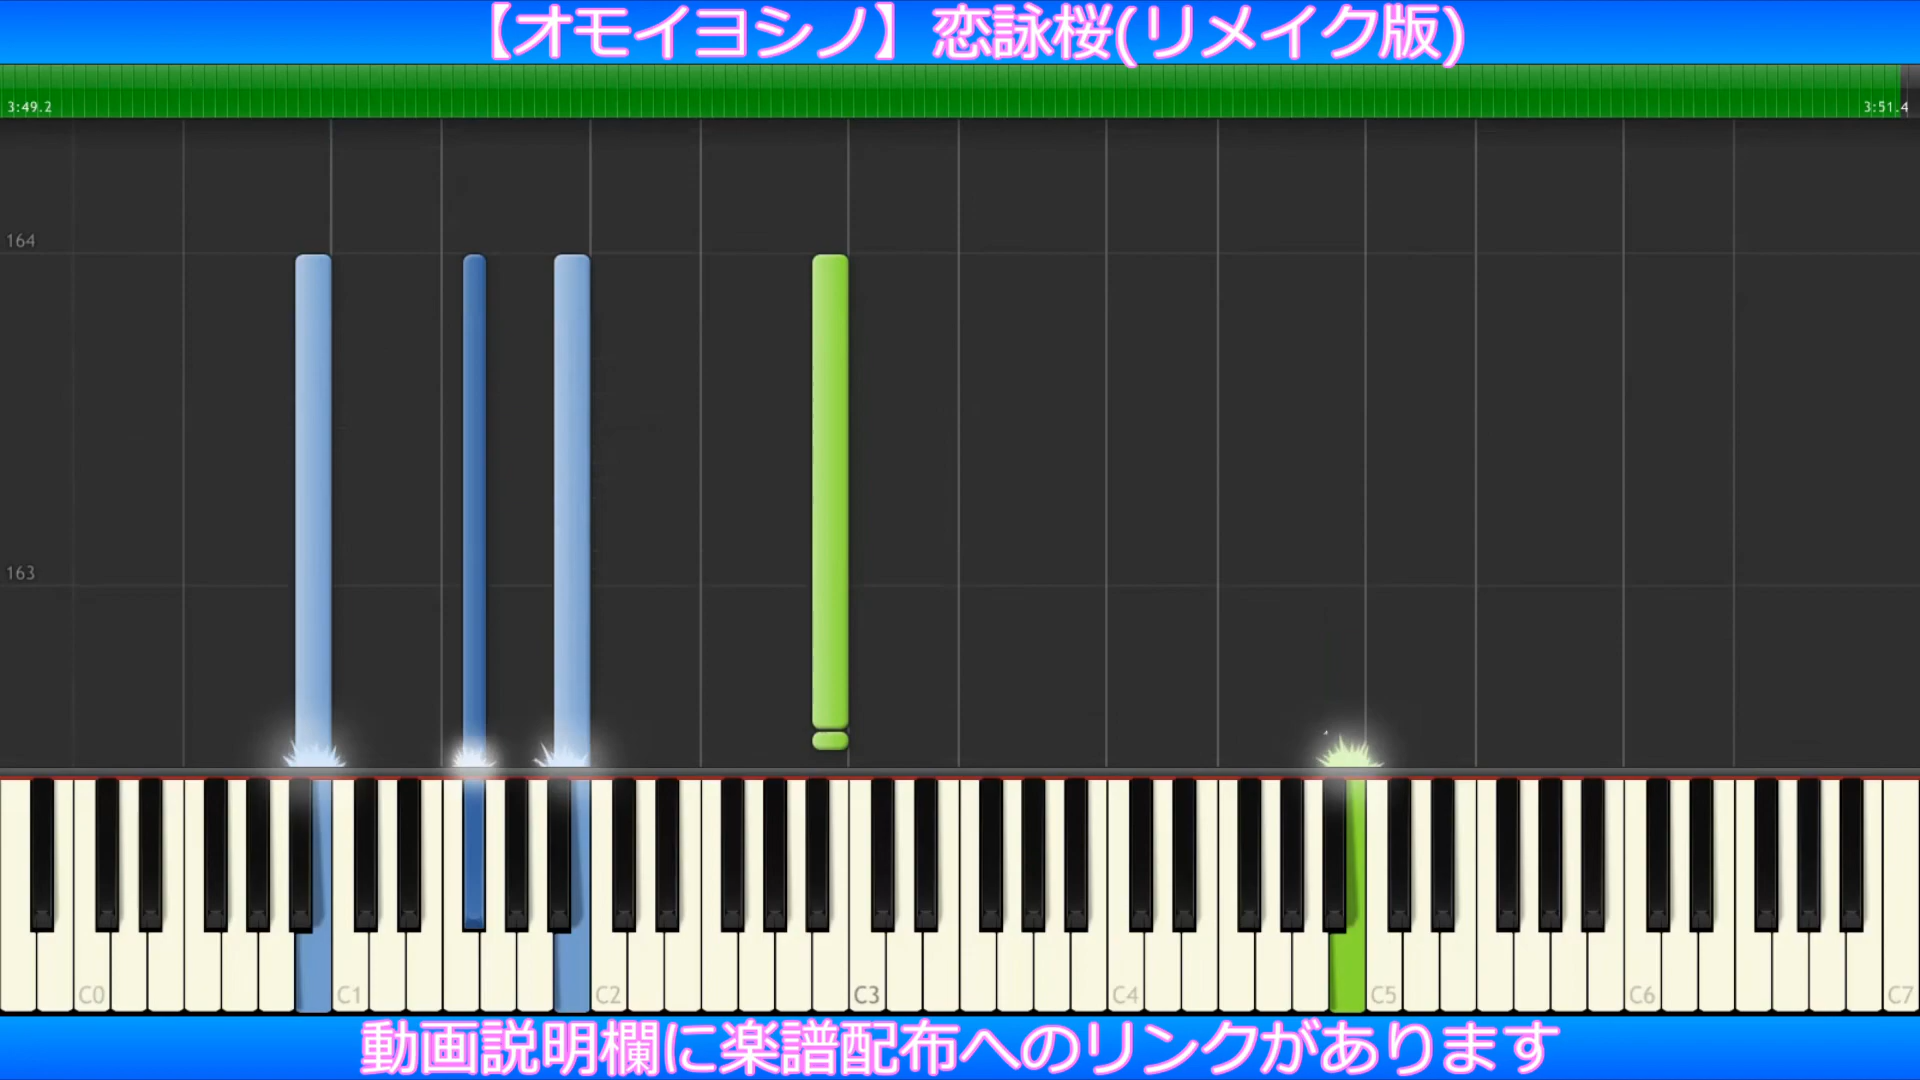 【オモイヨシノ】恋詠桜(リメイク版)
3:49.2
3:51.4
164
163
C0 C1 C2 C3 C4 C5 C6 C7
動画説明欄に楽譜配布へのリンクがあります